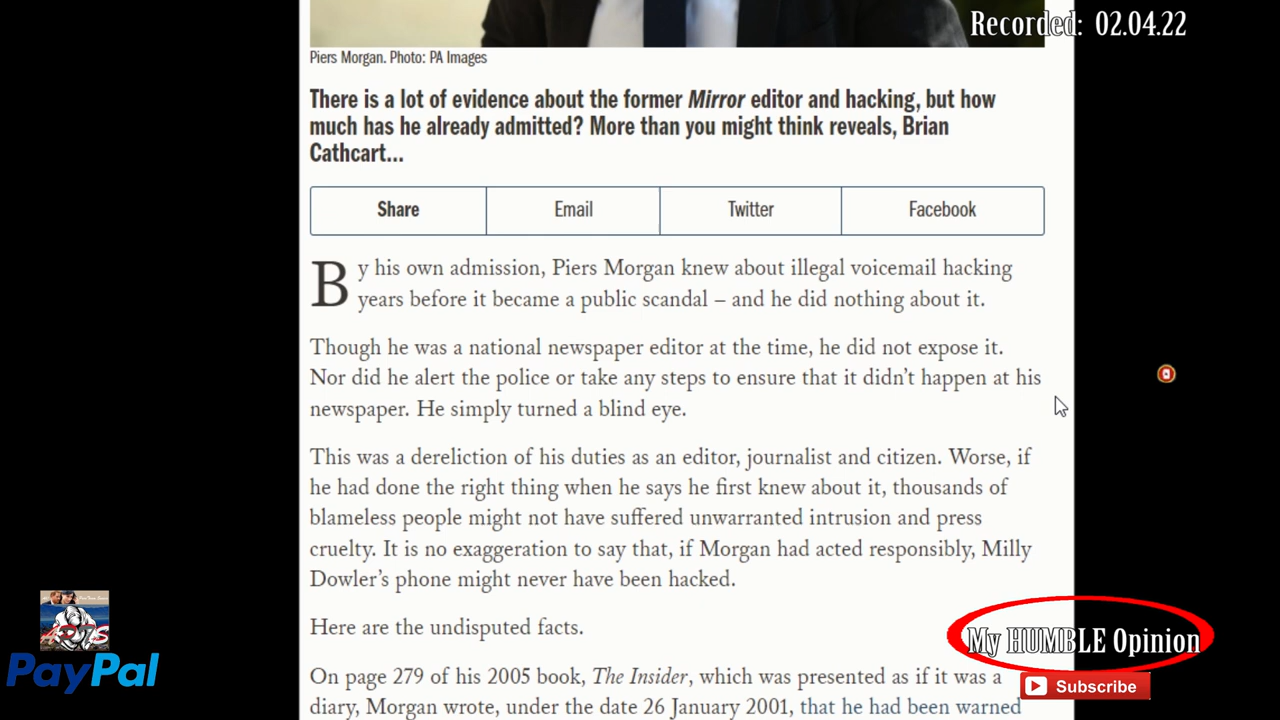 Recorded: 02.04.22
Piers Morgan. Photo: PA Images
There is a lot of evidence about the former Mirror editor and hacking, but how
much has he already admitted? More than you might think reveals, Brian
Cathcart...
Share Email Twitter Facebook
By his own admission, Piers Morgan knew about illegal voicemail hacking
years before it became a public scandal – and he did nothing about it.
Though he was a national newspaper editor at the time, he did not expose it.
Nor did he alert the police or take any steps to ensure that it didn’t happen at his
newspaper. He simply turned a blind eye.
This was a dereliction of his duties as an editor, journalist and citizen. Worse, if
he had done the right thing when he says he first knew about it, thousands of
blameless people might not have suffered unwarranted intrusion and press
cruelty. It is no exaggeration to say that, if Morgan had acted responsibly, Milly
Dowler’s phone might never have been hacked.
Here are the undisputed facts.
On page 279 of his 2005 book, The Insider, which was presented as if it was a
diary, Morgan wrote, under the date 26 January 2001, that he had been warned
PayPal
My HUMBLE Opinion
Subscribe